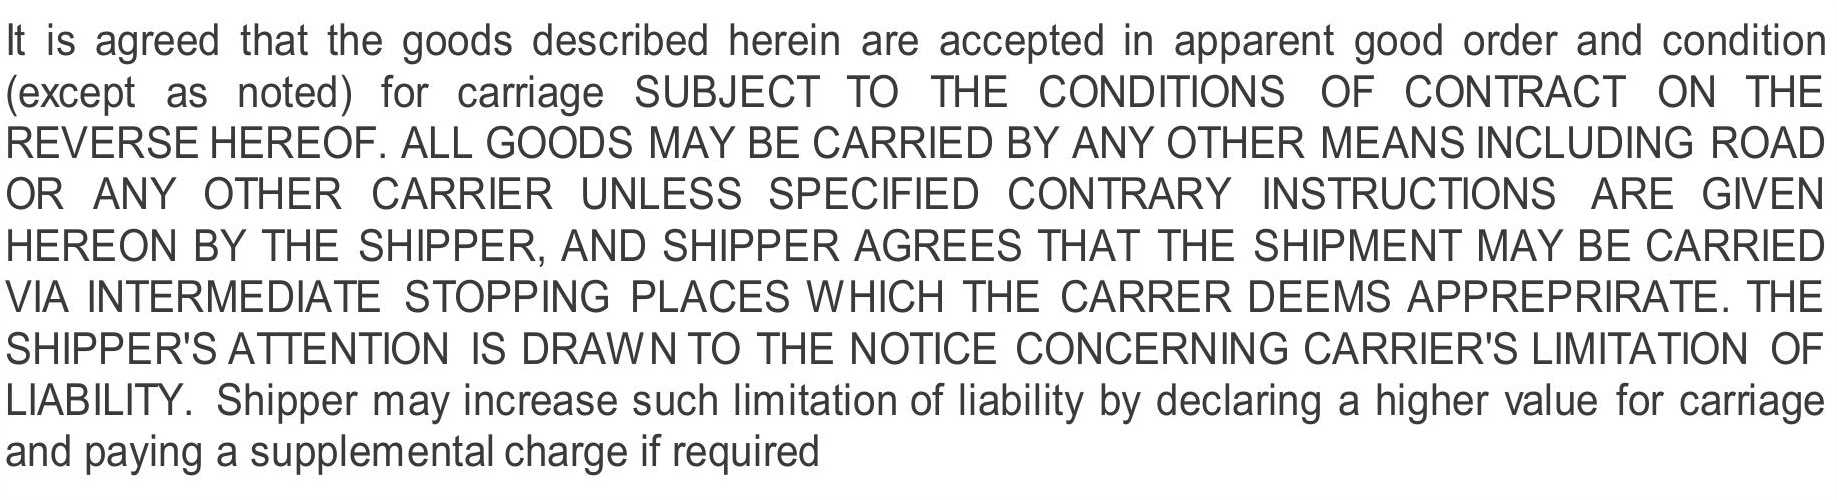 It is agreed that the goods described herein are accepted in apparent good order and condition
(except as noted) for carriage SUBJECT TO THE CONDITIONS OF CONTRACT ON THE
REVERSE HEREOF. ALL GOODS MAY BE CARRIED BY ANY OTHER MEANS INCLUDING ROAD
OR ANY OTHER CARRIER UNLESS SPECIFIED CONTRARY INSTRUCTIONS ARE GIVEN
HEREON BY THE SHIPPER, AND SHIPPER AGREES THAT THE SHIPMENT MAY BE CARRIED
VIA INTERMEDIATE STOPPING PLACES WHICH THE CARRER DEEMS APPREPRIRATE. THE
SHIPPER'S ATTENTION IS DRAWN TO THE NOTICE CONCERNING CARRIER'S LIMITATION OF
LIABILITY. Shipper may increase such limitation of liability by declaring a higher value for carriage
and paying a supplemental charge if required